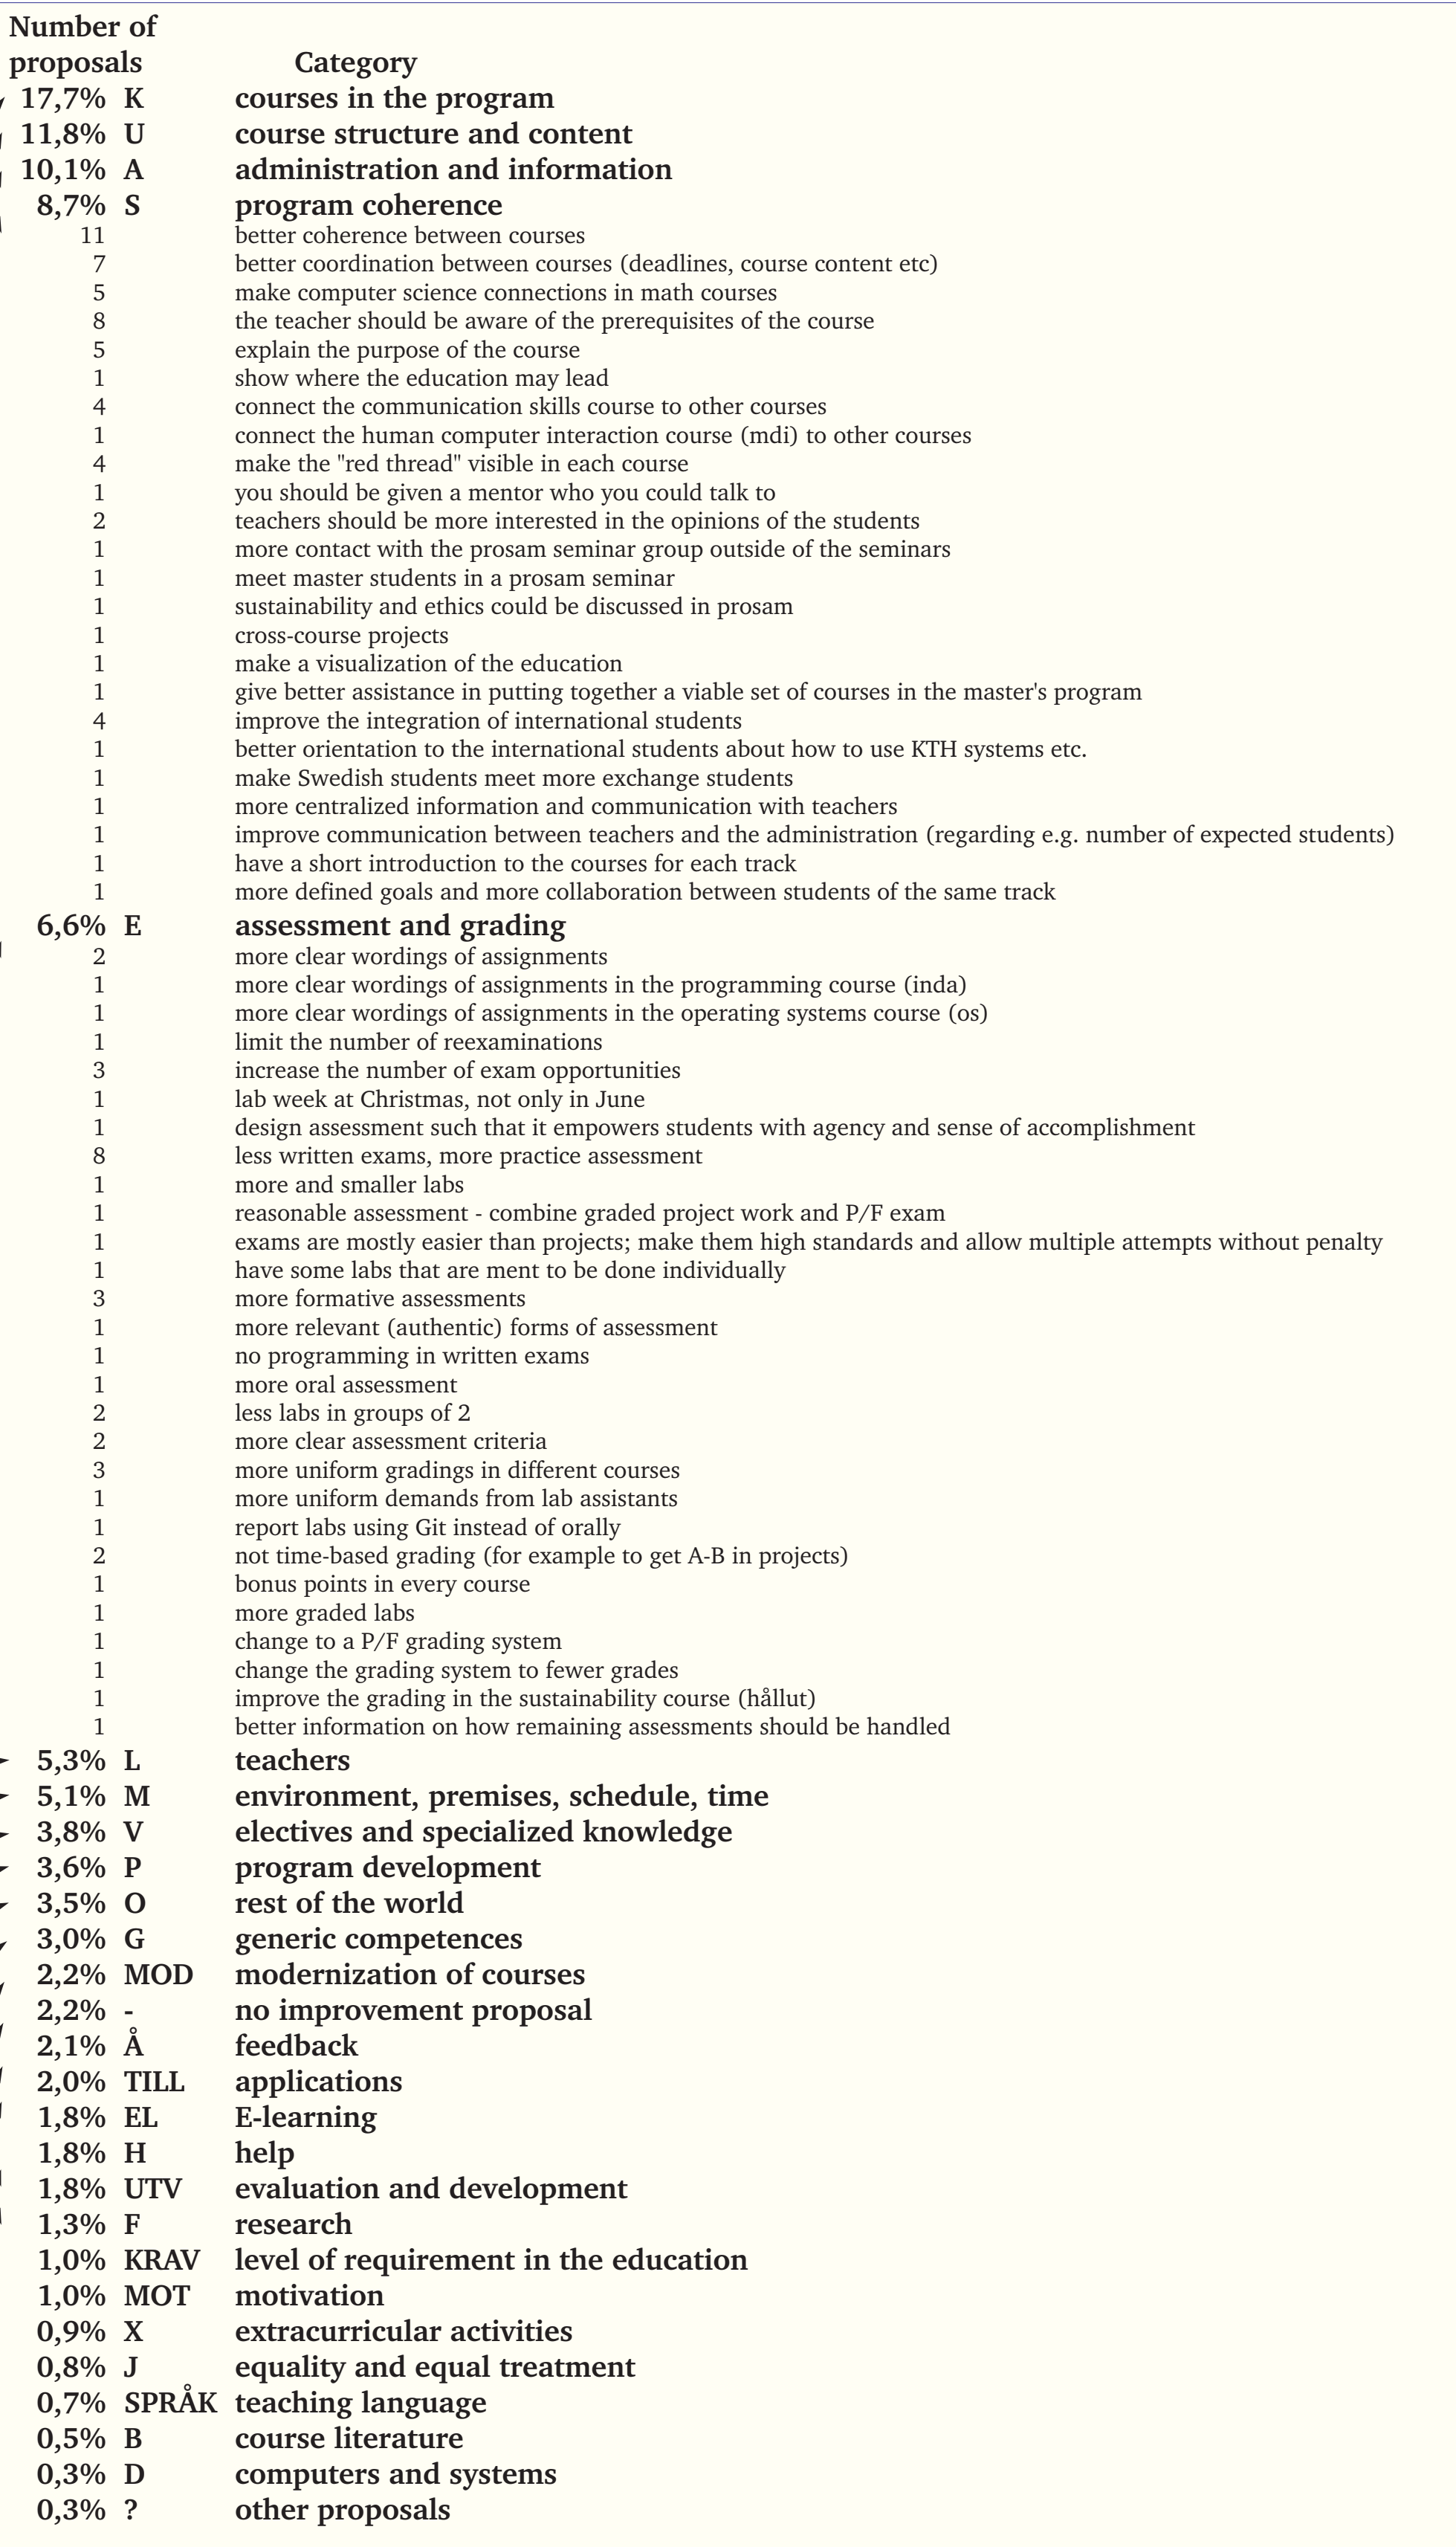 Number of
proposals Category
17,7% K courses in the program
11,8% U course structure and content
10,1% A administration and information
8,7% S program coherence
11 better coherence between courses
7 better coordination between courses (deadlines, course content etc)
5 make computer science connections in math courses
8 the teacher should be aware of the prerequisites of the course
5 explain the purpose of the course
1 show where the education may lead
4 connect the communication skills course to other courses
1 connect the human computer interaction course (mdi) to other courses
4 make the "red thread" visible in each course
1 you should be given a mentor who you could talk to
2 teachers should be more interested in the opinions of the students
1 more contact with the prosam seminar group outside of the seminars
1 meet master students in a prosam seminar
1 sustainability and ethics could be discussed in prosam
1 cross-course projects
1 make a visualization of the education
1 give better assistance in putting together a viable set of courses in the master's program
4 improve the integration of international students
1 better orientation to the international students about how to use KTH systems etc.
1 make Swedish students meet more exchange students
1 more centralized information and communication with teachers
1 improve communication between teachers and the administration (regarding e.g. number of expected students)
1 have a short introduction to the courses for each track
1 more defined goals and more collaboration between students of the same track
6,6% E assessment and grading
2 more clear wordings of assignments
1 more clear wordings of assignments in the programming course (inda)
1 more clear wordings of assignments in the operating systems course (os)
1 limit the number of reexaminations
3 increase the number of exam opportunities
1 lab week at Christmas, not only in June
1 design assessment such that it empowers students with agency and sense of accomplishment
8 less written exams, more practice assessment
1 more and smaller labs
1 reasonable assessment - combine graded project work and P/F exam
1 exams are mostly easier than projects; make them high standards and allow multiple attempts without penalty
1 have some labs that are ment to be done individually
3 more formative assessments
1 more relevant (authentic) forms of assessment
1 no programming in written exams
1 more oral assessment
2 less labs in groups of 2
2 more clear assessment criteria
3 more uniform gradings in different courses
1 more uniform demands from lab assistants
1 report labs using Git instead of orally
2 not time-based grading (for example to get A-B in projects)
1 bonus points in every course
1 more graded labs
1 change to a P/F grading system
1 change the grading system to fewer grades
1 improve the grading in the sustainability course (hållut)
1 better information on how remaining assessments should be handled
5,3% L teachers
5,1% M environment, premises, schedule, time
3,8% V electives and specialized knowledge
3,6% P program development
3,5% O rest of the world
3,0% G generic competences
2,2% MOD modernization of courses
2,2% - no improvement proposal
2,1% Å feedback
2,0% TILL applications
1,8% EL E-learning
1,8% H help
1,8% UTV evaluation and development
1,3% F research
1,0% KRAV level of requirement in the education
1,0% MOT motivation
0,9% X extracurricular activities
0,8% J equality and equal treatment
0,7% SPRÅK teaching language
0,5% B course literature
0,3% D computers and systems
0,3% ? other proposals